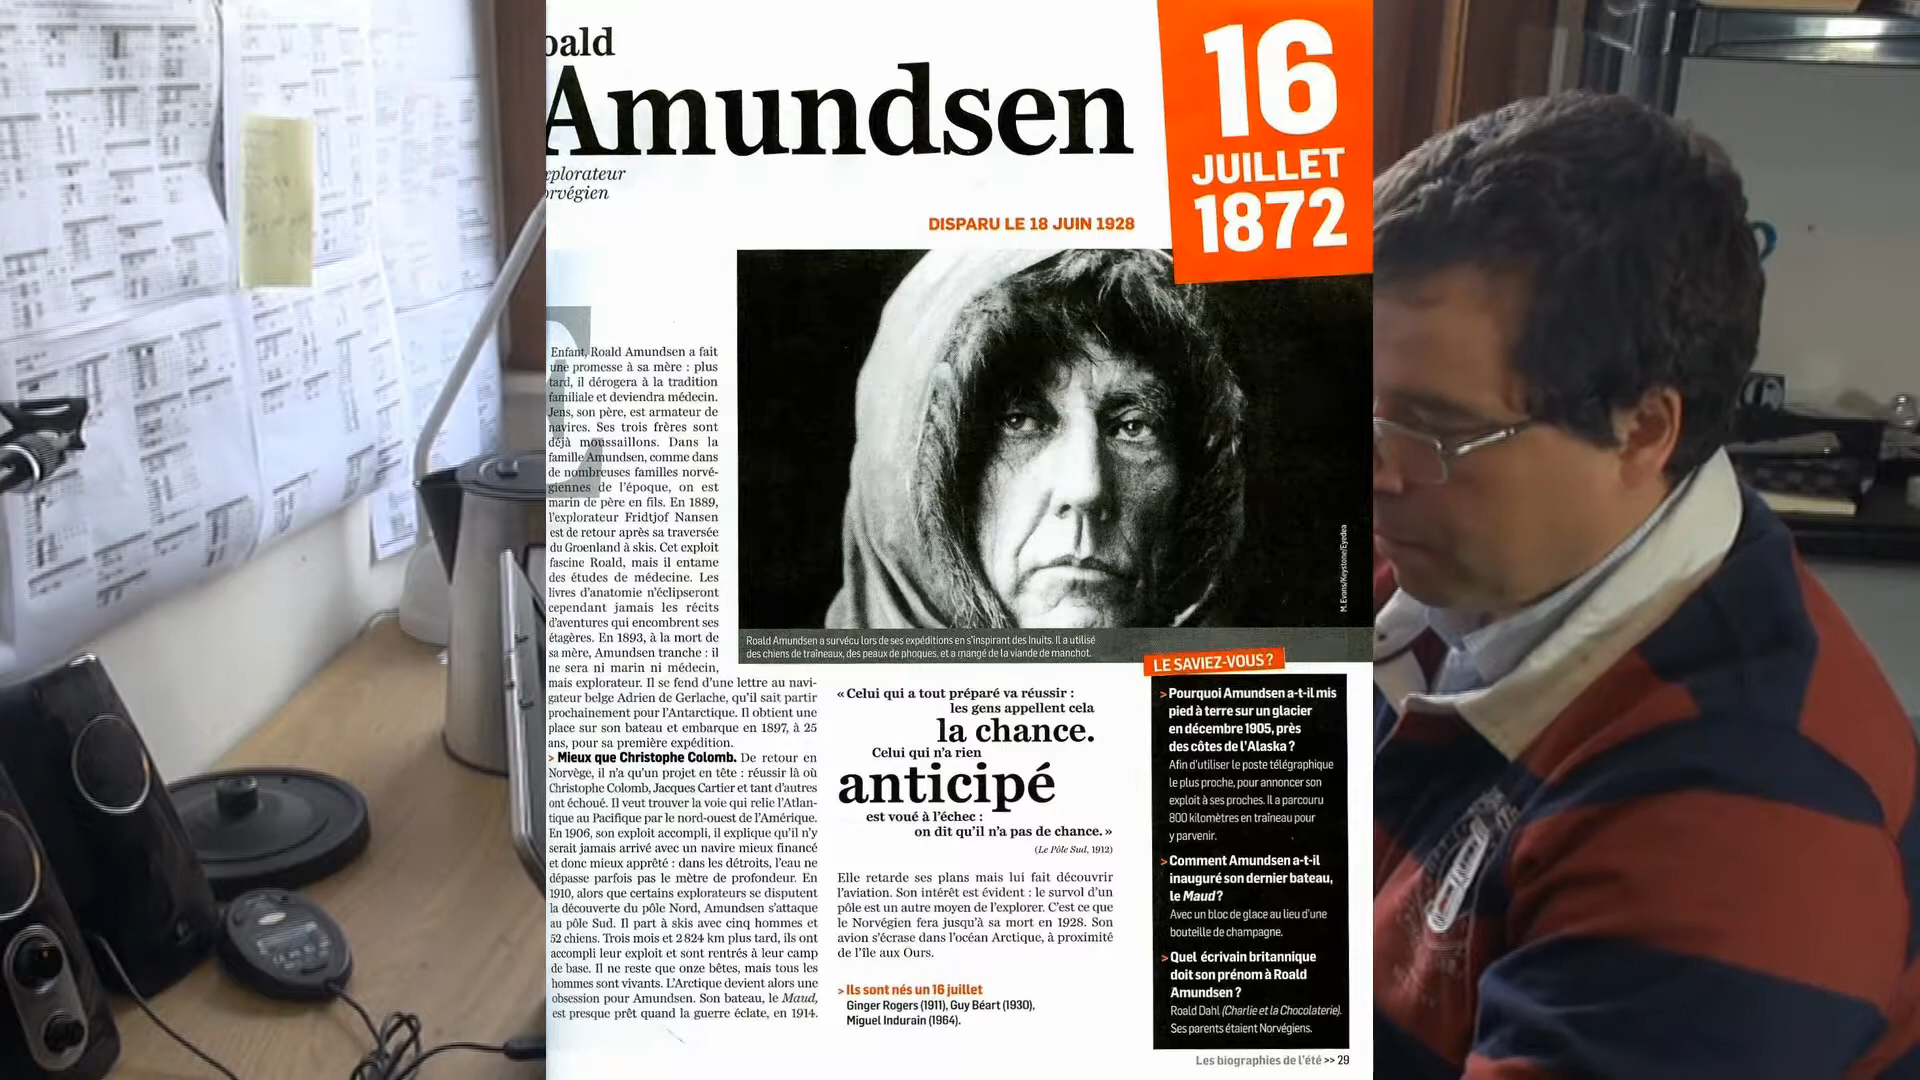 oald
Amundsen
xplorateur
orvégien
16
JUILLET
1872
DISPARU LE 18 JUIN 1928
Enfant, Roald Amundsen a fait
une promesse à sa mère : plus
tard, il dérogera à la tradition
familiale et deviendra médecin.
Jens, son père, est armateur de
navires. Ses trois frères sont
déjà moussaillons. Dans la
famille Amundsen, comme dans
de nombreuses familles norvé-
giennes de l'époque, on est
marin de père en fils. En 1889,
l'explorateur Fridtjof Nansen
est de retour après sa traversée
du Groenland à skis. Cet exploit
fascine Roald, mais il entame
des études de médecine. Les
livres d'anatomie n'éclipseront
cependant jamais les récits
d'aventures qui encombrent ses
étagères. En 1893, à la mort de
sa mère, Amundsen tranche : il
ne sera ni marin ni médecin,
mais explorateur. Il se fend d'une lettre au navi-
gateur belge Adrien de Gerlache, qu'il sait partir
prochainement pour l'Antarctique. Il obtient une
place sur son bateau et embarque en 1897, à 25
ans, pour sa première expédition.
> Mieux que Christophe Colomb. De retour en
Norvège, il n'a qu'un projet en tête : réussir là où
Christophe Colomb, Jacques Cartier et tant d'autres
ont échoué. Il veut trouver la voie qui relie l'Atlan-
tique au Pacifique par le nord-ouest de l'Amérique.
En 1906, son exploit accompli, il explique qu'il n'y
serait jamais arrivé avec un navire mieux financé
et donc mieux apprêté : dans les détroits, l'eau ne
dépasse parfois pas le mètre de profondeur. En
1910, alors que certains explorateurs se disputent
la découverte du pôle Nord, Amundsen s'attaque
au pôle Sud. Il part à skis avec cinq hommes et
52 chiens. Trois mois et 2 824 km plus tard, ils ont
accompli leur exploit et sont rentrés à leur camp
de base. Il ne reste que onze bêtes, mais tous les
hommes sont vivants. L'Arctique devient alors une
obsession pour Amundsen. Son bateau, le Maud,
est presque prêt quand la guerre éclate, en 1914.
M. Evans/Keystone/Eyedea
Roald Amundsen a survécu lors de ses expéditions en s'inspirant des Inuits. Il a utilisé
des chiens de traîneaux, des peaux de phoques, et a mangé de la viande de manchot.
« Celui qui a tout préparé va réussir :
les gens appellent cela
la chance.
Celui qui n'a rien
anticipé
est voué à l'échec :
on dit qu'il n'a pas de chance. »
(Le Pôle Sud, 1912)
Elle retarde ses plans mais lui fait découvrir
l'aviation. Son intérêt est évident : le survol d'un
pôle est un autre moyen de l'explorer. C'est ce que
le Norvégien fera jusqu'à sa mort en 1928. Son
avion s'écrase dans l'océan Arctique, à proximité
de l'île aux Ours.
> Ils sont nés un 16 juillet
Ginger Rogers (1911), Guy Béart (1930),
Miguel Indurain (1964).
LE SAVIEZ-VOUS ?
> Pourquoi Amundsen a-t-il mis
pied à terre sur un glacier
en décembre 1905, près
des côtes de l'Alaska ?
Afin d'utiliser le poste télégraphique
le plus proche, pour annoncer son
exploit à ses proches. Il a parcouru
800 kilomètres en traîneau pour
y parvenir.
> Comment Amundsen a-t-il
inauguré son dernier bateau,
le Maud ?
Avec un bloc de glace au lieu d'une
bouteille de champagne.
> Quel écrivain britannique
doit son prénom à Roald
Amundsen ?
Roald Dahl (Charlie et la Chocolaterie).
Ses parents étaient Norvégiens.
Les biographies de l'été >> 29